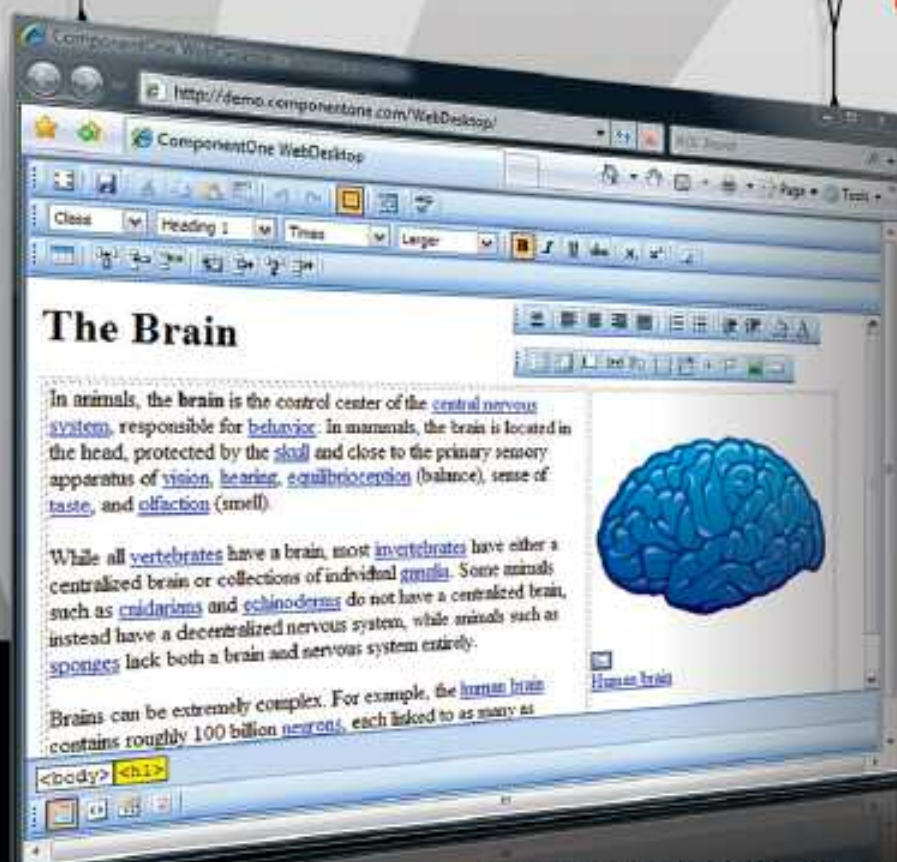 ComponentOne WebDesktop
http://demo.componentone.com/WebDesktop/
ComponentOne WebDesktop
Page
Tools
Class
Heading 1
Times
Larger
B I U abc x, x²
The Brain
In animals, the brain is the control center of the central nervous
system, responsible for behavior. In mammals, the brain is located in
the head, protected by the skull and close to the primary sensory
apparatus of vision, hearing, equilibrioception (balance), sense of
taste, and olfaction (smell).
While all vertebrates have a brain, most invertebrates have either a
centralized brain or collections of individual ganglia. Some animals
such as cnidarians and echinoderms do not have a centralized brain,
instead have a decentralized nervous system, while animals such as
sponges lack both a brain and nervous system entirely.
Brains can be extremely complex. For example, the human brain
contains roughly 100 billion neurons, each linked to as many as
Human brain
<body> <h1>